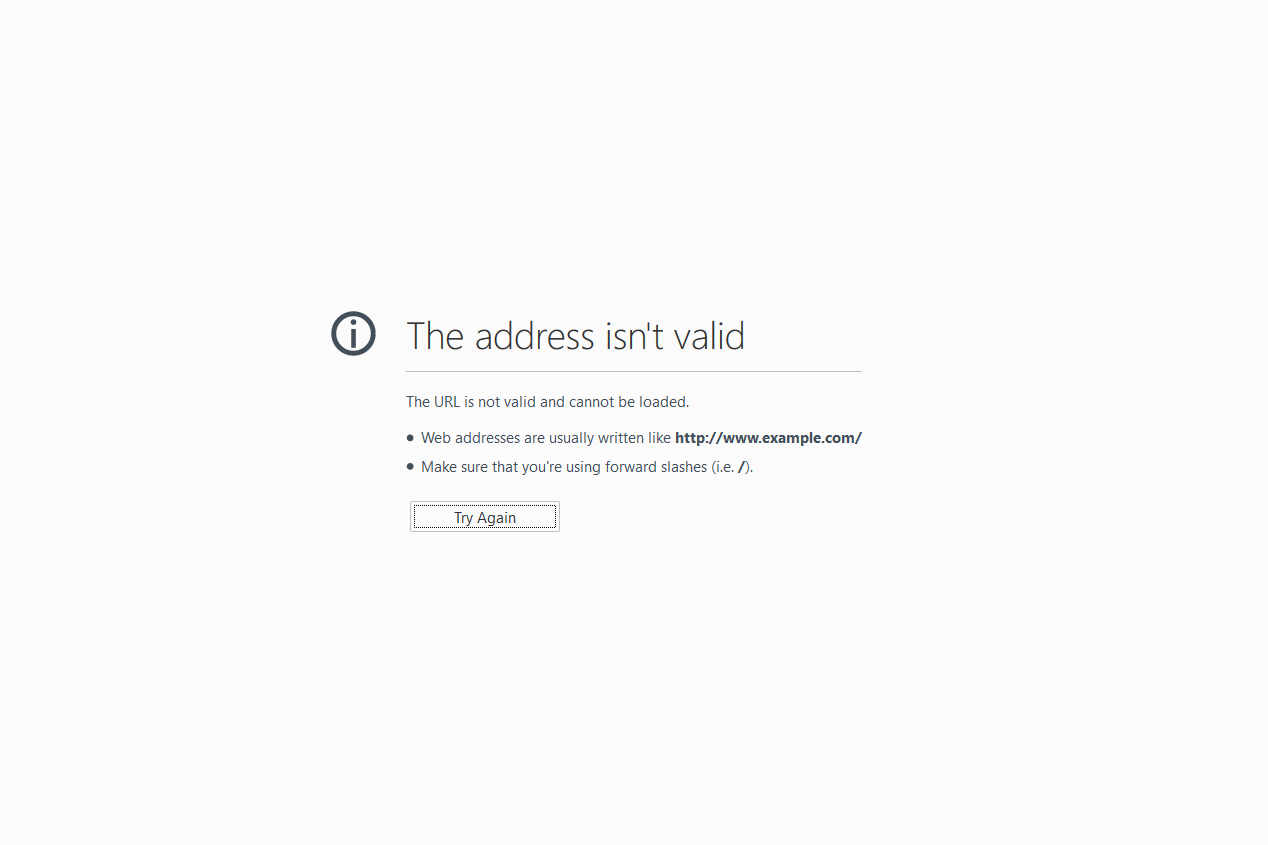 The address isn't valid
The URL is not valid and cannot be loaded.
• Web addresses are usually written like http://www.example.com/
• Make sure that you're using forward slashes (i.e. /).
Try Again